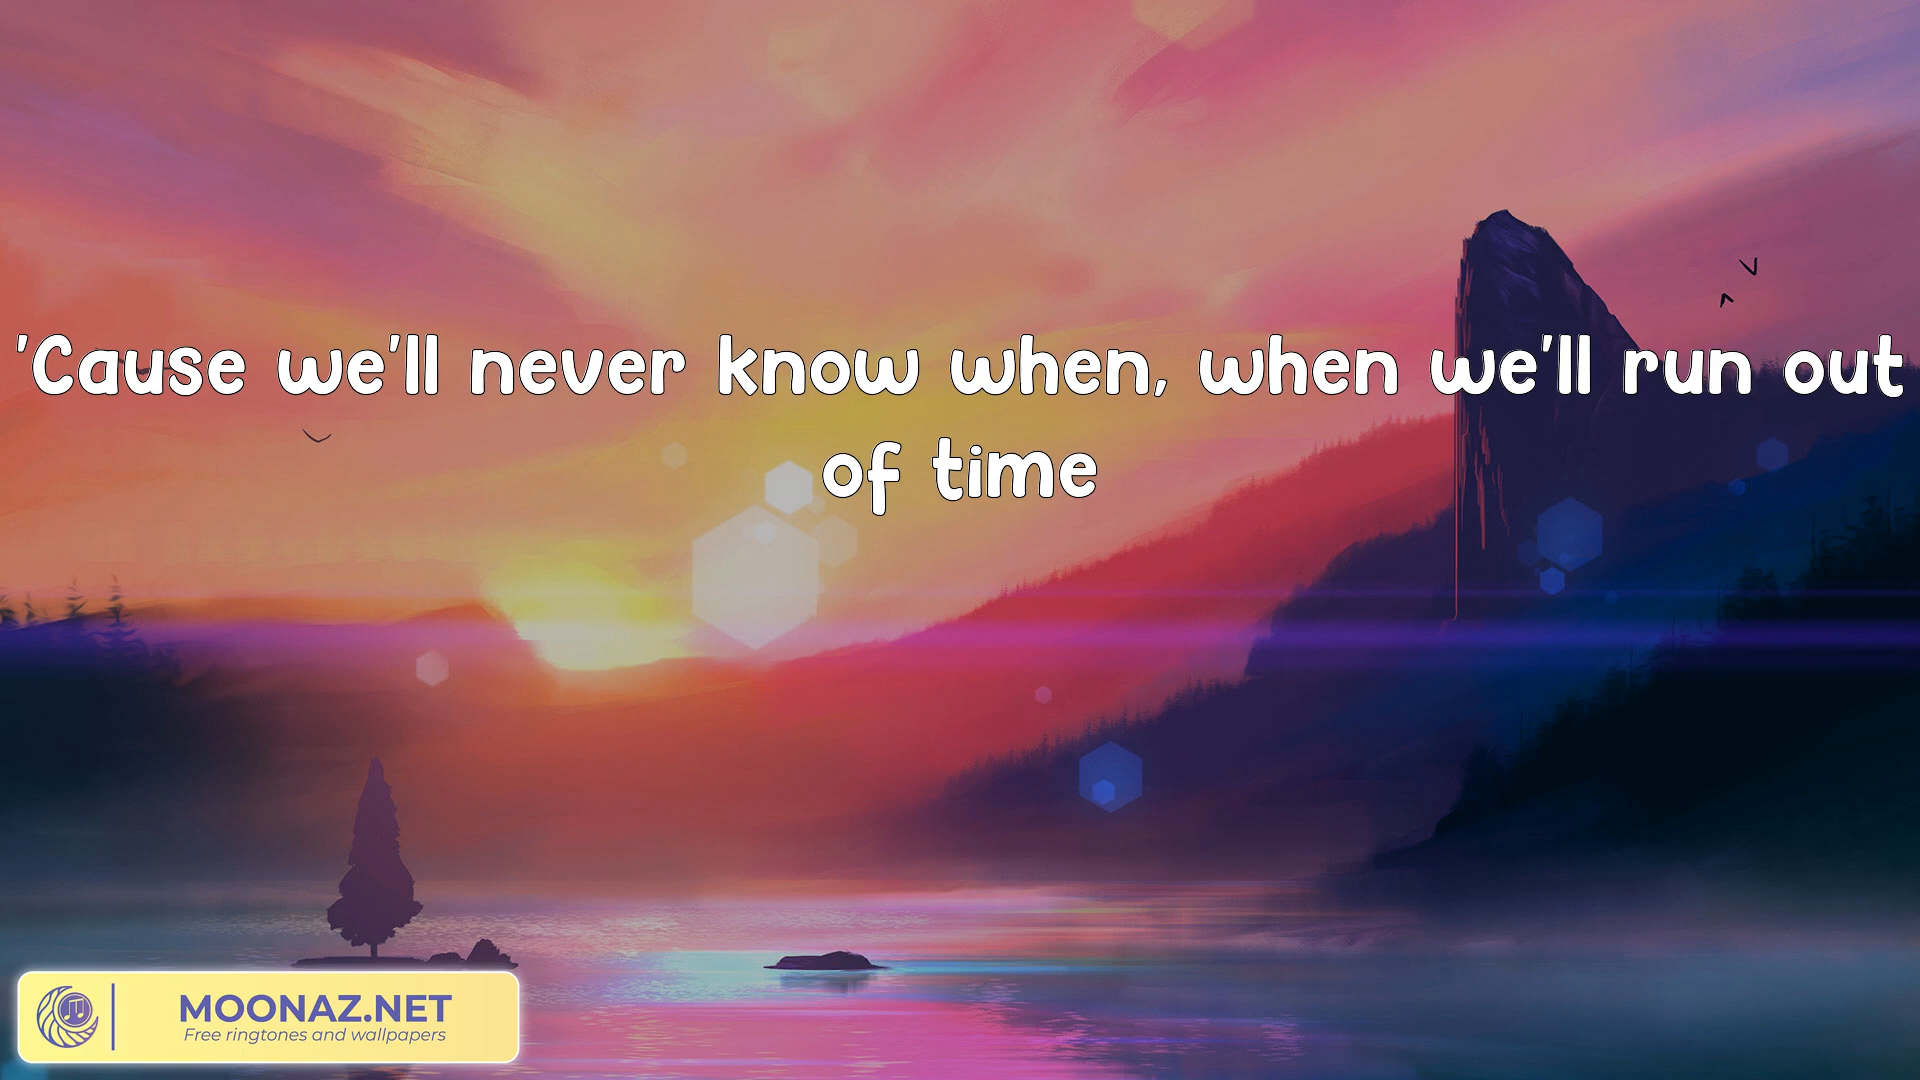 'Cause we'll never know when, when we'll run out
of time
MOONAZ.NET
Free ringtones and wallpapers